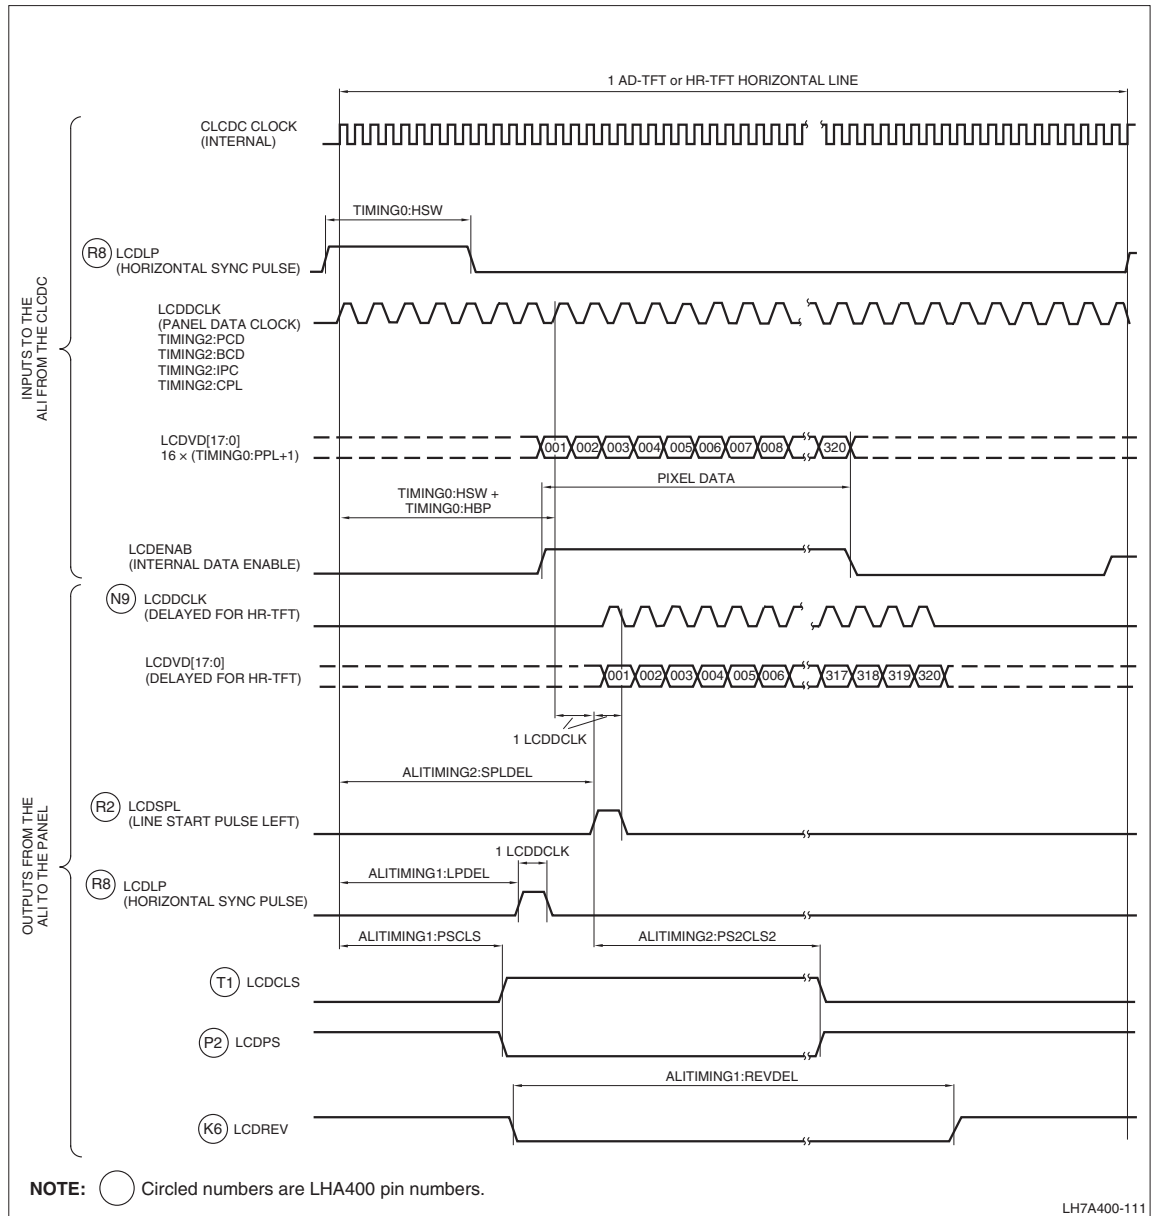 1 AD-TFT or HR-TFT HORIZONTAL LINE
CLCDC CLOCK
(INTERNAL)
TIMING0:HSW
R8 LCDLP
(HORIZONTAL SYNC PULSE)
INPUTS TO THE
ALI FROM THE CLCDC
LCDDCLK
(PANEL DATA CLOCK)
TIMING2:PCD
TIMING2:BCD
TIMING2:IPC
TIMING2:CPL
LCDVD[17:0]
16 × (TIMING0:PPL+1)
001 002 003 004 005 006 007 008 320
PIXEL DATA
TIMING0:HSW +
TIMING0:HBP
LCDENAB
(INTERNAL DATA ENABLE)
N9 LCDDCLK
(DELAYED FOR HR-TFT)
LCDVD[17:0]
(DELAYED FOR HR-TFT)
001 002 003 004 005 006 317 318 319 320
1 LCDDCLK
ALITIMING2:SPLDEL
R2 LCDSPL
(LINE START PULSE LEFT)
OUTPUTS FROM THE
ALI TO THE PANEL
1 LCDDCLK
ALITIMING1:LPDEL
R8 LCDLP
(HORIZONTAL SYNC PULSE)
ALITIMING1:PSCLS
ALITIMING2:PS2CLS2
T1 LCDCLS
P2 LCDPS
ALITIMING1:REVDEL
K6 LCDREV
NOTE: Circled numbers are LHA400 pin numbers.
LH7A400-111